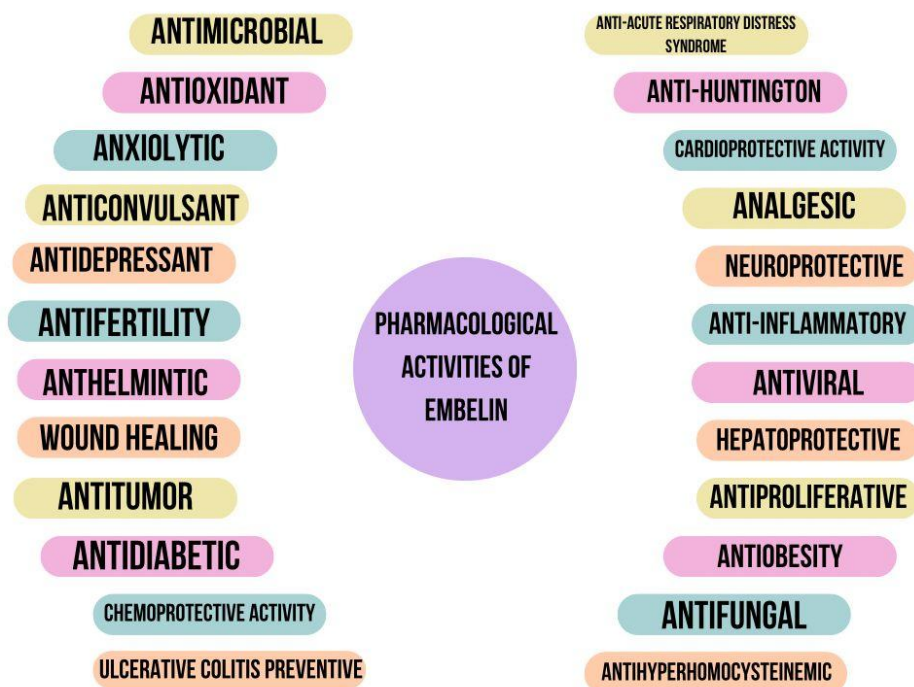 ANTIMICROBIAL
ANTIOXIDANT
ANXIOLYTIC
ANTICONVULSANT
ANTIDEPRESSANT
ANTIFERTILITY
ANTHELMINTIC
WOUND HEALING
ANTITUMOR
ANTIDIABETIC
CHEMOPROTECTIVE ACTIVITY
ULCERATIVE COLITIS PREVENTIVE
PHARMACOLOGICAL
ACTIVITIES OF
EMBELIN
ANTI-ACUTE RESPIRATORY DISTRESS
SYNDROME
ANTI-HUNTINGTON
CARDIOPROTECTIVE ACTIVITY
ANALGESIC
NEUROPROTECTIVE
ANTI-INFLAMMATORY
ANTIVIRAL
HEPATOPROTECTIVE
ANTIPROLIFERATIVE
ANTIOBESITY
ANTIFUNGAL
ANTIHYPERHOMOCYSTEINEMIC